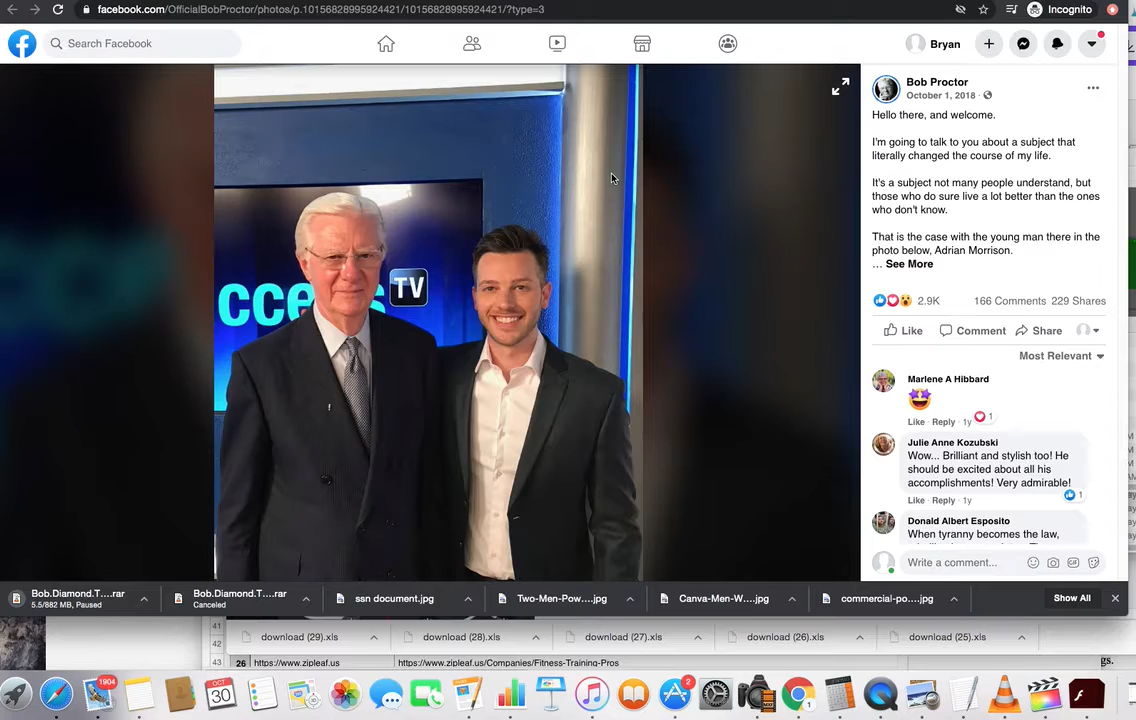 facebook.com/OfficialBobProctor/photos/p.10156828995924421/10156828995924421/?type=3
Incognito
Search Facebook
Bryan
ccess
TV
Bob Proctor
October 1, 2018 ·
Hello there, and welcome.
I'm going to talk to you about a subject that
literally changed the course of my life.
It's a subject not many people understand, but
those who do sure live a lot better than the ones
who don't know.
That is the case with the young man there in the
photo below, Adrian Morrison.
... See More
2.9K
166 Comments 229 Shares
Like Comment Share
Most Relevant
Marlene A Hibbard
Like · Reply · 1y
1
Julie Anne Kozubski
Wow... Brilliant and stylish too! He
should be excited about all his
accomplishments! Very admirable!
1
Like · Reply · 1y
Donald Albert Esposito
When tyranny becomes the law,
Write a comment...
GIF
Bob.Diamond.T....rar
5.5/882 MB, Paused
Bob.Diamond.T....rar
Canceled
ssn document.jpg
Two-Men-Pow....jpg
Canva-Men-W....jpg
commercial-po....jpg
Show All
41
42
download (29).xls
download (28).xls
download (27).xls
download (26).xls
download (25).xls
43
26 https://www.zipleaf.us https://www.zipleaf.us/Companies/Fitness-Training-Pros
gs.
1904
OCT
30
2
1